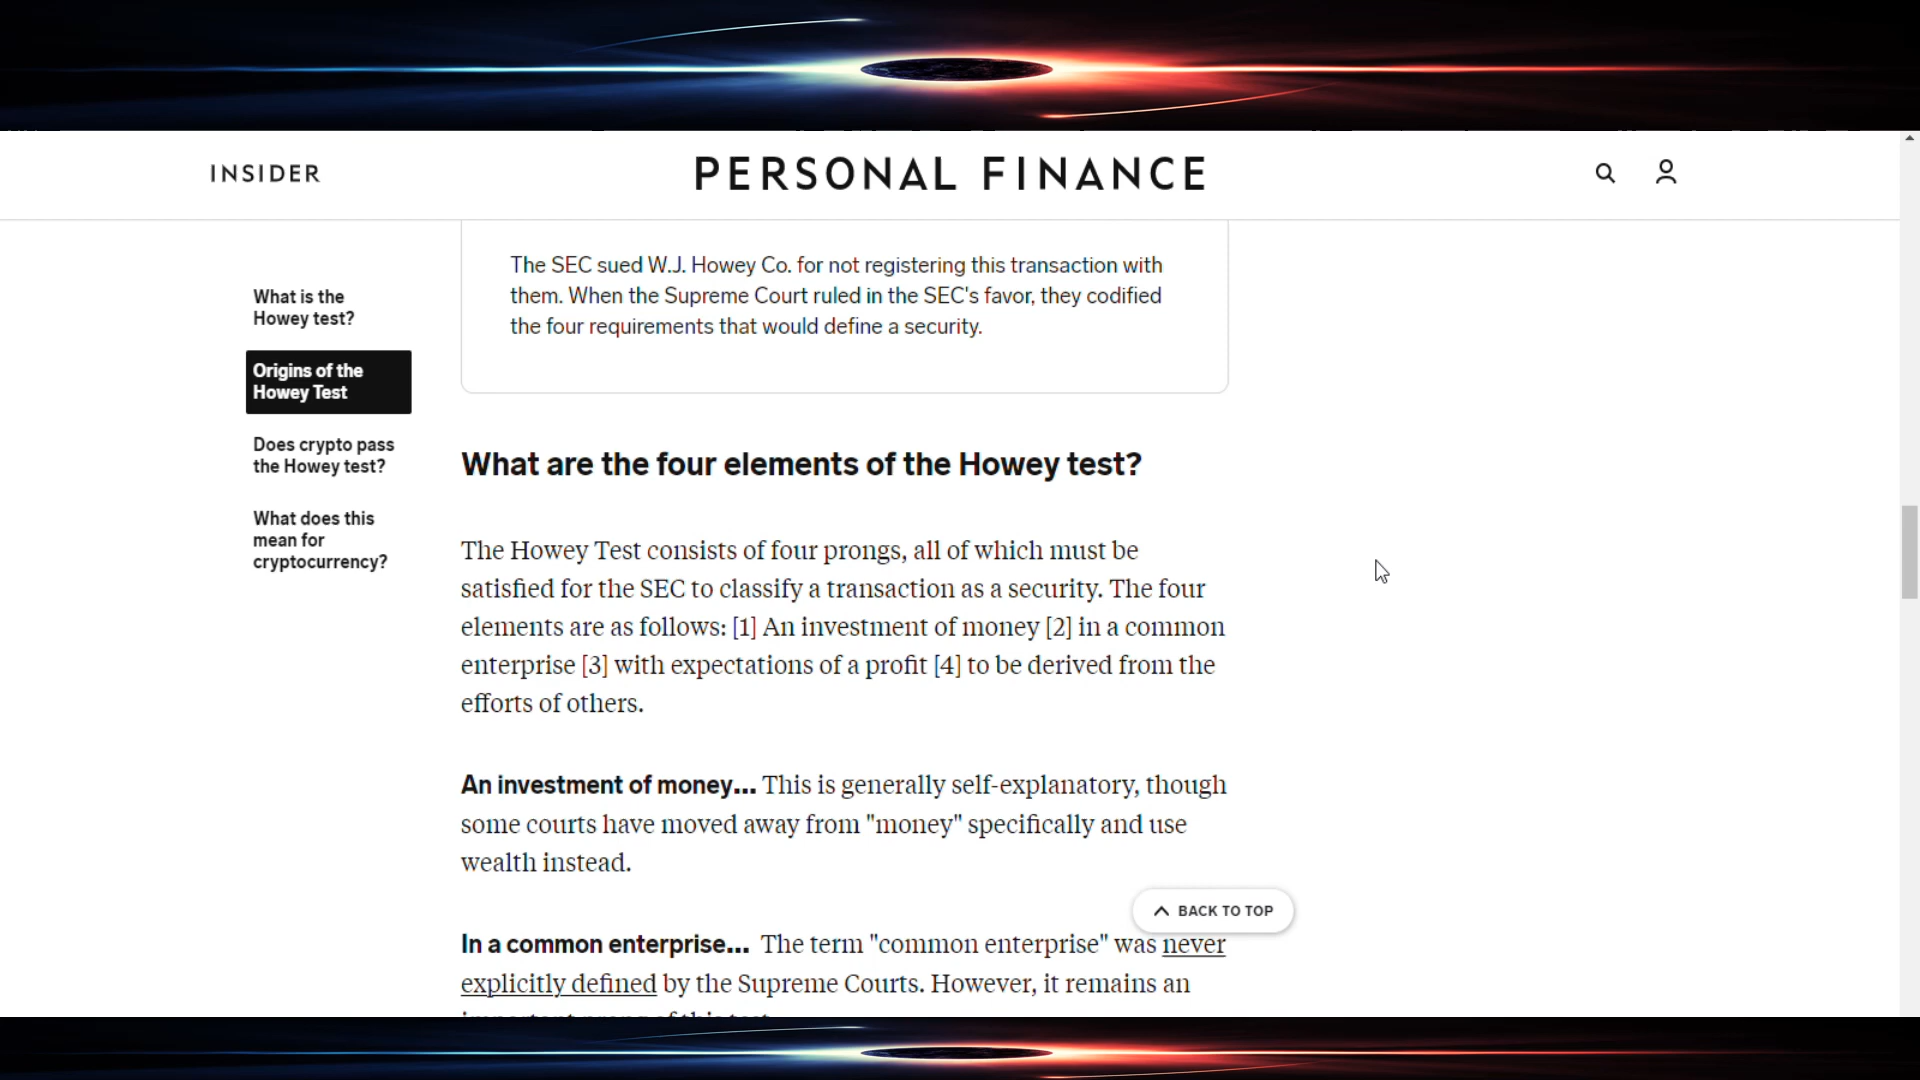 INSIDER
PERSONAL FINANCE
What is the
Howey test?
Origins of the
Howey Test
Does crypto pass
the Howey test?
What does this
mean for
cryptocurrency?
The SEC sued W.J. Howey Co. for not registering this transaction with
them. When the Supreme Court ruled in the SEC's favor, they codified
the four requirements that would define a security.
What are the four elements of the Howey test?
The Howey Test consists of four prongs, all of which must be
satisfied for the SEC to classify a transaction as a security. The four
elements are as follows: [1] An investment of money [2] in a common
enterprise [3] with expectations of a profit [4] to be derived from the
efforts of others.
An investment of money... This is generally self-explanatory, though
some courts have moved away from "money" specifically and use
wealth instead.
BACK TO TOP
In a common enterprise... The term "common enterprise" was never
explicitly defined by the Supreme Courts. However, it remains an